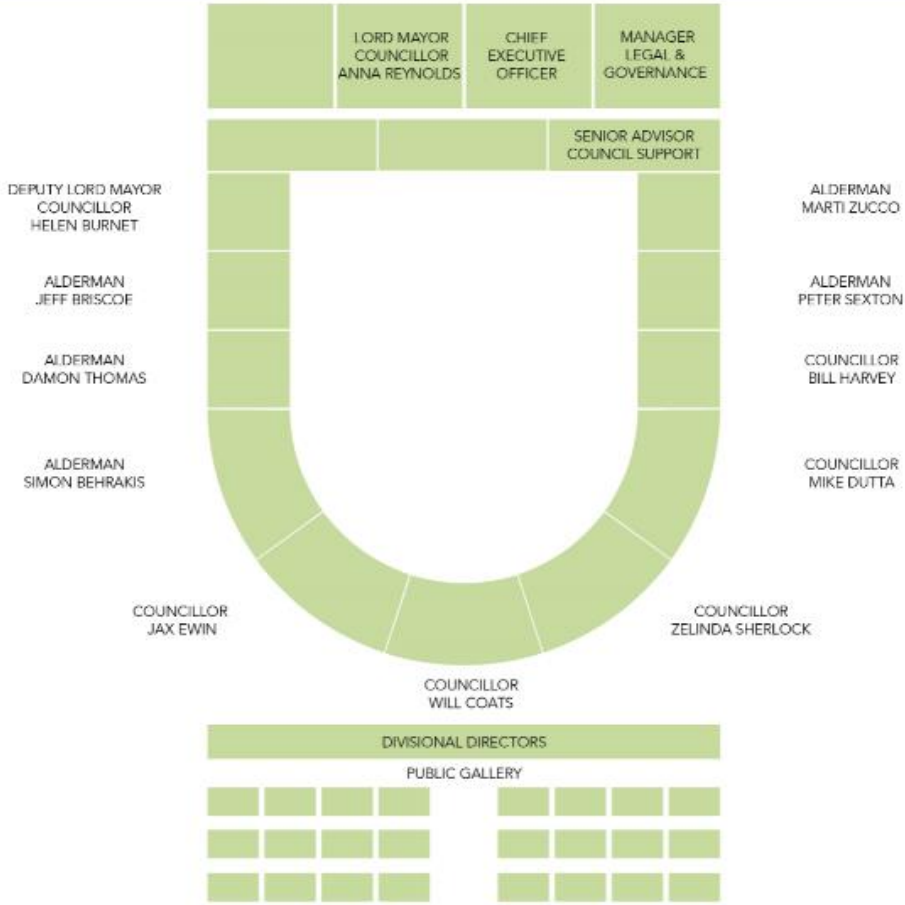 LORD MAYOR
COUNCILLOR
ANNA REYNOLDS
CHIEF
EXECUTIVE
OFFICER
MANAGER
LEGAL &
GOVERNANCE
SENIOR ADVISOR
COUNCIL SUPPORT
DEPUTY LORD MAYOR
COUNCILLOR
HELEN BURNET
ALDERMAN
MARTI ZUCCO
ALDERMAN
JEFF BRISCOE
ALDERMAN
PETER SEXTON
ALDERMAN
DAMON THOMAS
COUNCILLOR
BILL HARVEY
ALDERMAN
SIMON BEHRAKIS
COUNCILLOR
MIKE DUTTA
COUNCILLOR
JAX EWIN
COUNCILLOR
ZELINDA SHERLOCK
COUNCILLOR
WILL COATS
DIVISIONAL DIRECTORS
PUBLIC GALLERY